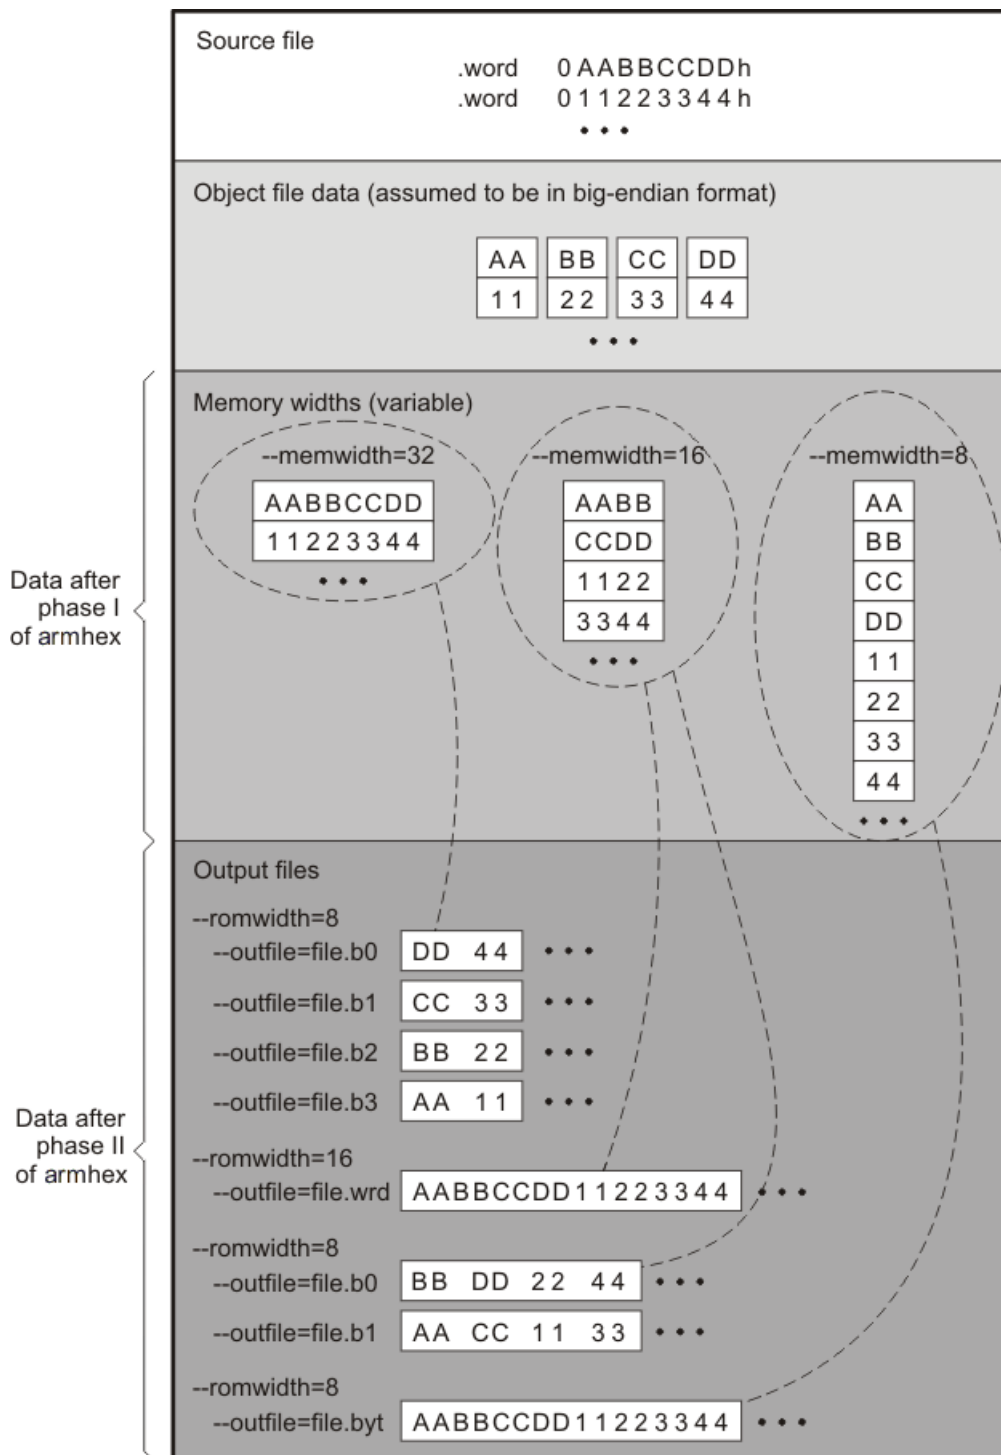 Source file
.word 0AABBCCDDh
.word 011223344h
• • •
Object file data (assumed to be in big-endian format)
AA BB CC DD
11 22 33 44
• • •
Memory widths (variable)
--memwidth=32
AABBCCDD
11223344
• • •
--memwidth=16
AABB
CCDD
1122
3344
• • •
--memwidth=8
AA
BB
CC
DD
11
22
33
44
• • •
Data after
phase I
of armhex
Output files
--romwidth=8
--outfile=file.b0 DD 44 • • •
--outfile=file.b1 CC 33 • • •
--outfile=file.b2 BB 22 • • •
--outfile=file.b3 AA 11 • • •
--romwidth=16
--outfile=file.wrd AABBCCDD11223344 • • •
--romwidth=8
--outfile=file.b0 BB DD 22 44 • • •
--outfile=file.b1 AA CC 11 33 • • •
--romwidth=8
--outfile=file.byt AABBCCDD11223344 • • •
Data after
phase II
of armhex